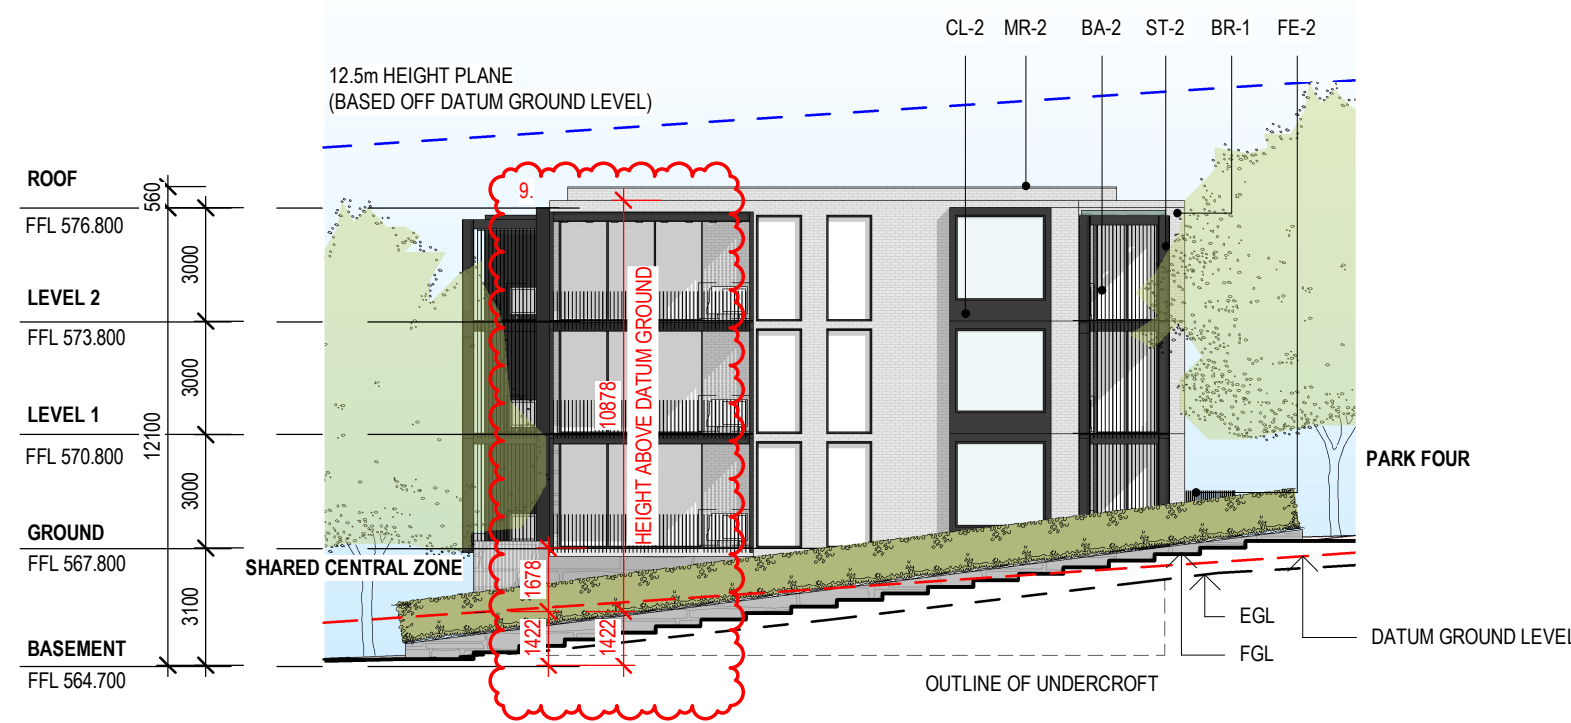 CL-2 MR-2 BA-2 ST-2 BR-1 FE-2
12.5m HEIGHT PLANE
(BASED OFF DATUM GROUND LEVEL)
ROOF
FFL 576.800
560
9.
3000
LEVEL 2
FFL 573.800
3000
LEVEL 1
FFL 570.800
12100
3000
GROUND
FFL 567.800
3100
BASEMENT
FFL 564.700
10878
HEIGHT ABOVE DATUM GROUND
SHARED CENTRAL ZONE
1678
1422
1422
PARK FOUR
EGL
FGL
DATUM GROUND LEVEL
OUTLINE OF UNDERCROFT